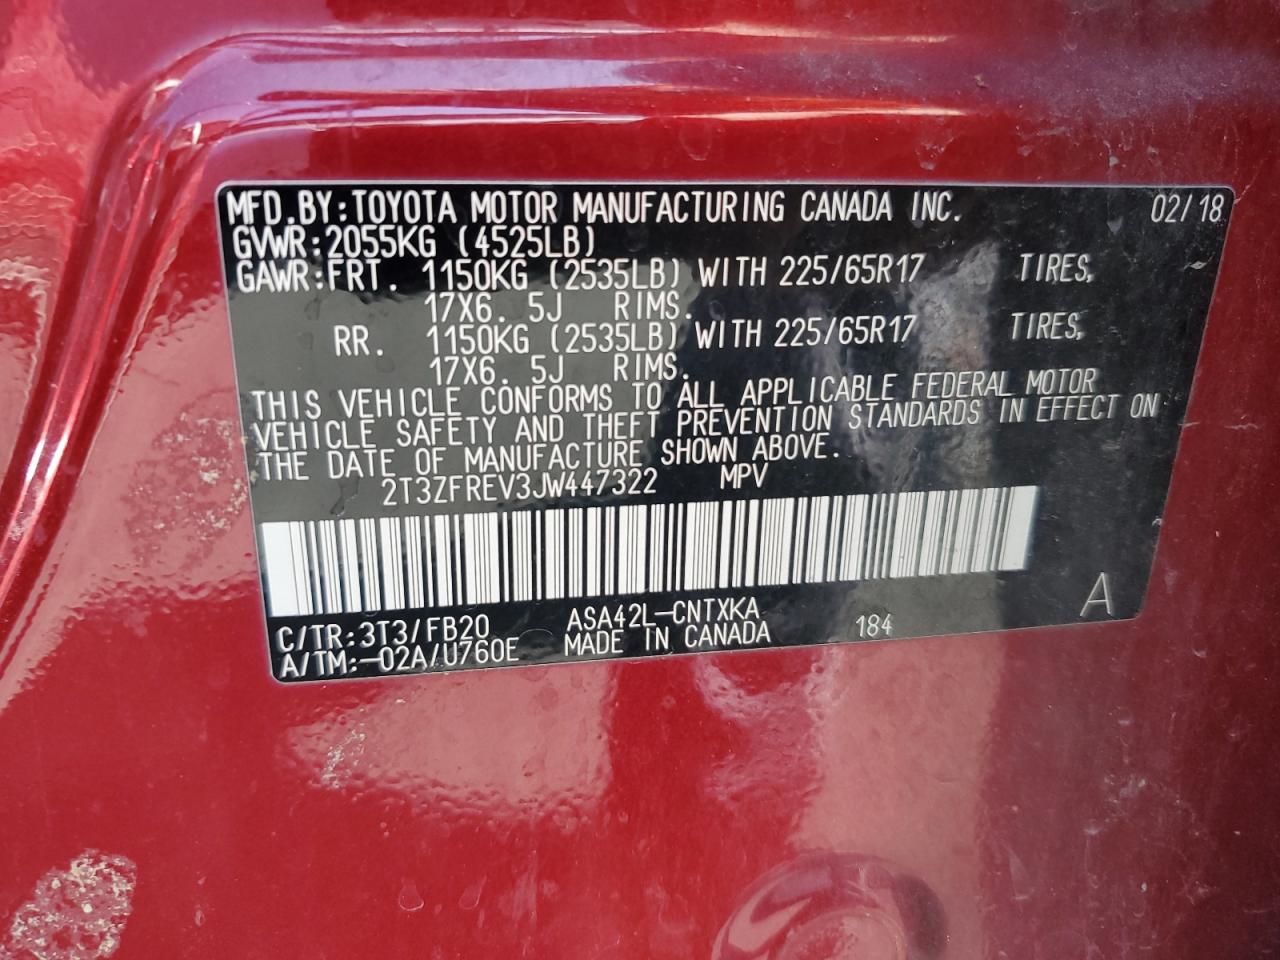 MFD.BY:TOYOTA MOTOR MANUFACTURING CANADA INC. 02/18
GVWR:2055KG (4525LB)
GAWR:FRT. 1150KG (2535LB) WITH 225/65R17 TIRES,
17X6.5J RIMS.
RR. 1150KG (2535LB) WITH 225/65R17 TIRES,
17X6.5J RIMS.
THIS VEHICLE CONFORMS TO ALL APPLICABLE FEDERAL MOTOR
VEHICLE SAFETY AND THEFT PREVENTION STANDARDS IN EFFECT ON
THE DATE OF MANUFACTURE SHOWN ABOVE.
2T3ZFREV3JW447322 MPV
C/TR:3T3/FB20 ASA42L-CNTXKA 184 A
A/TM:-02A/U760E MADE IN CANADA